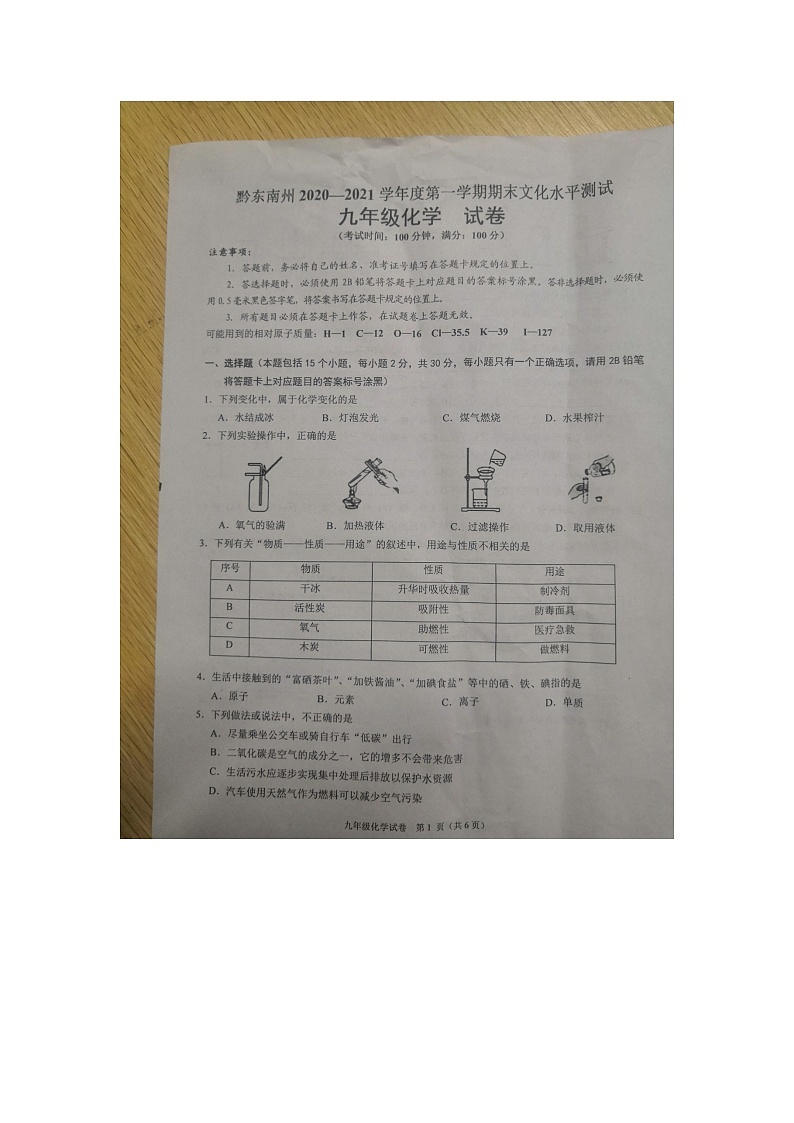 黔东南州 2020—2021 学年度第一学期期末文化水平测试
九年级化学 试卷
（考试时间：100 分钟，满分：100 分）
注意事项：
1. 答题前，务必将自己的姓名、准考证号填写在答题卡规定的位置上。
2. 答选择题时，必须使用 2B 铅笔将答题卡上对应题目的答案标号涂黑。答非选择题时，必须使
用 0.5 毫米黑色签字笔，将答案书写在答题卡规定的位置上。
3. 所有题目必须在答题卡上作答，在试题卷上答题无效。
可能用到的相对原子质量：H—1 C—12 O—16 Cl—35.5 K—39 I—127
一、选择题（本题包括 15 个小题，每小题 2 分，共 30 分，每小题只有一个正确选项，请用 2B 铅笔
将答题卡上对应题目的答案标号涂黑）
1. 下列变化中，属于化学变化的是
A. 水结成冰 B. 灯泡发光 C. 煤气燃烧 D. 水果榨汁
2. 下列实验操作中，正确的是
A. 氧气的验满 B. 加热液体 C. 过滤操作 D. 取用液体
3. 下列有关“物质——性质——用途”的叙述中，用途与性质不相关的是
序号 物质 性质 用途
A 干冰 升华时吸收热量 制冷剂
B 活性炭 吸附性 防毒面具
C 氧气 助燃性 医疗急救
D 木炭 可燃性 做燃料
4. 生活中接触到的“富硒茶叶”、“加铁酱油”、“加碘食盐”等中的硒、铁、碘指的是
A. 原子 B. 元素 C. 离子 D. 单质
5. 下列做法或说法中，不正确的是
A. 尽量乘坐公交车或骑自行车“低碳”出行
B. 二氧化碳是空气的成分之一，它的增多不会带来危害
C. 生活污水应逐步实现集中处理后排放以保护水资源
D. 汽车使用天然气作为燃料可以减少空气污染
九年级化学试卷 第 1 页（共 6 页）